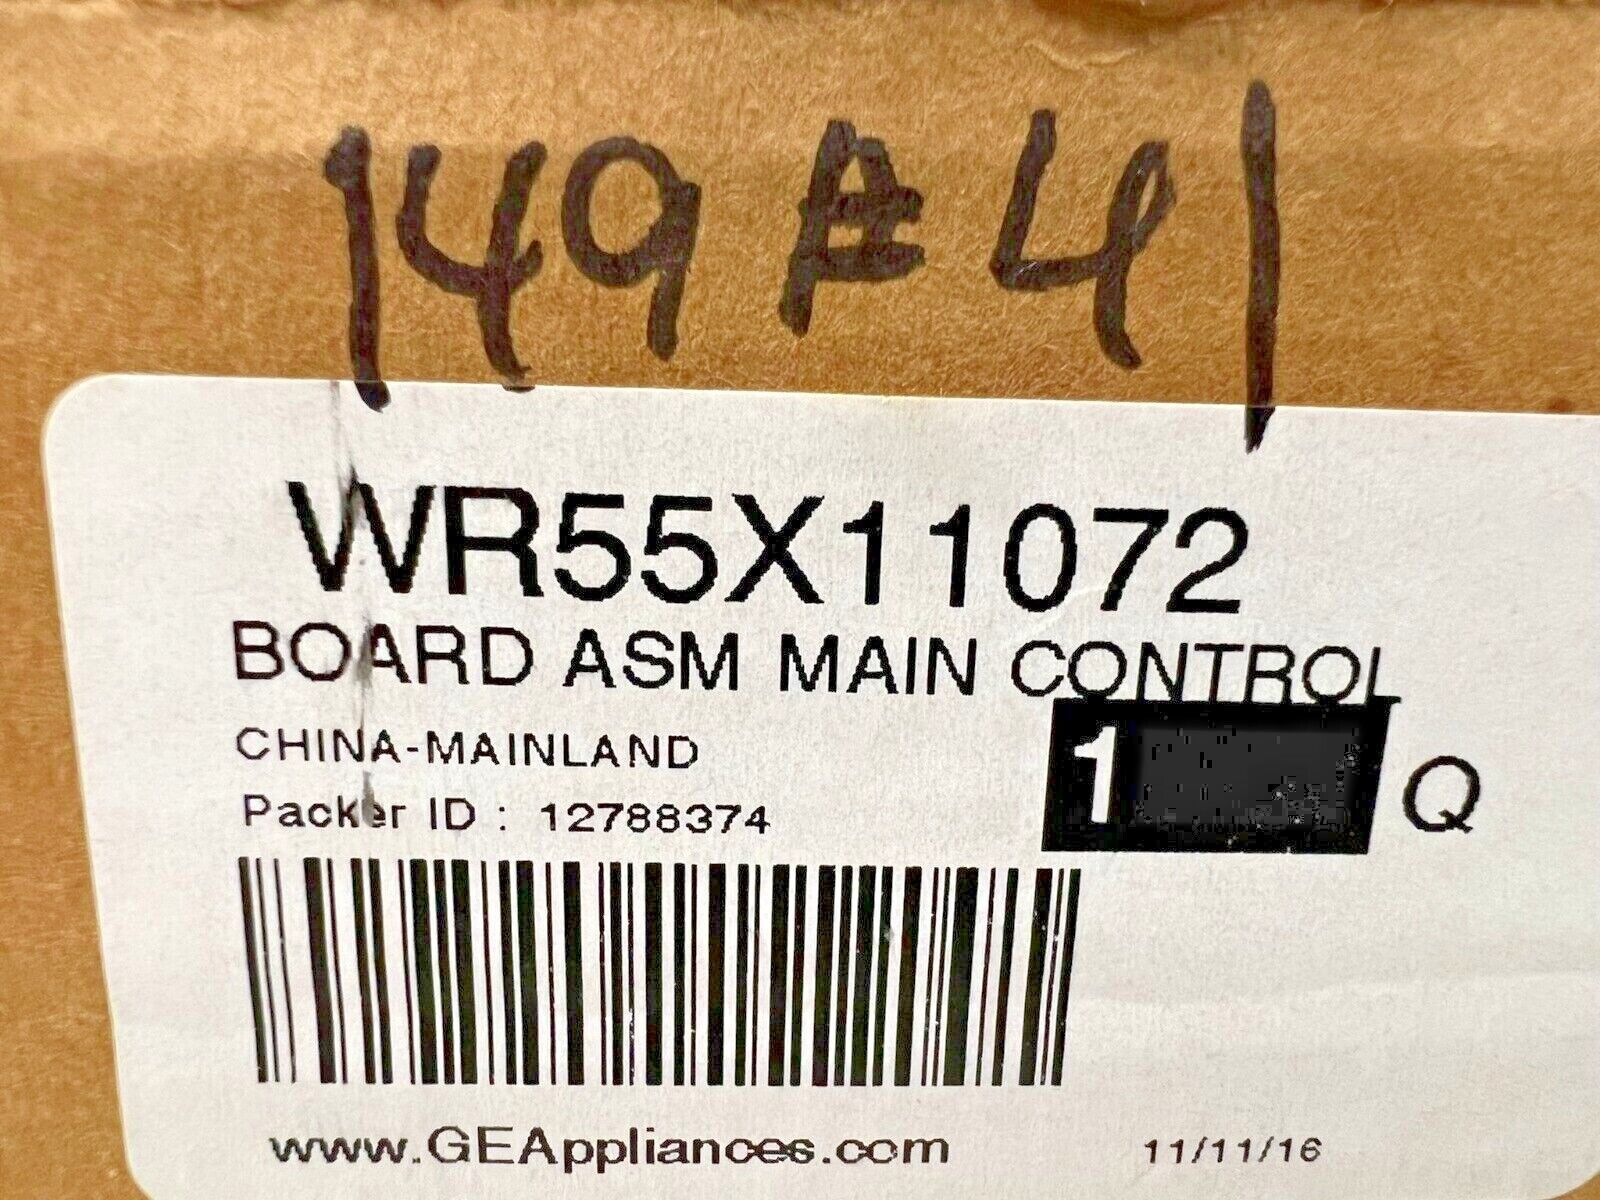 149 # 41
WR55X11072
BOARD ASM MAIN CONTROL
CHINA-MAINLAND
1 Q
Packer ID : 12788374
www.GEAppliances.com
11/11/16